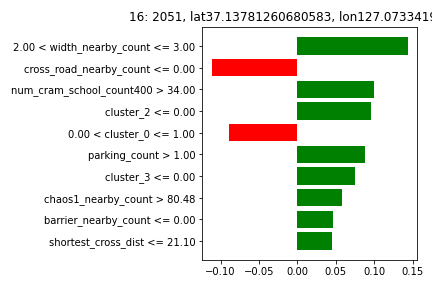 16: 2051, lat37.13781260680583, lon127.0733419
2.00 < width_nearby_count <= 3.00
cross_road_nearby_count <= 0.00
num_cram_school_count400 > 34.00
cluster_2 <= 0.00
0.00 < cluster_0 <= 1.00
parking_count > 1.00
cluster_3 <= 0.00
chaos1_nearby_count > 80.48
barrier_nearby_count <= 0.00
shortest_cross_dist <= 21.10
−0.10 −0.05 0.00 0.05 0.10 0.15